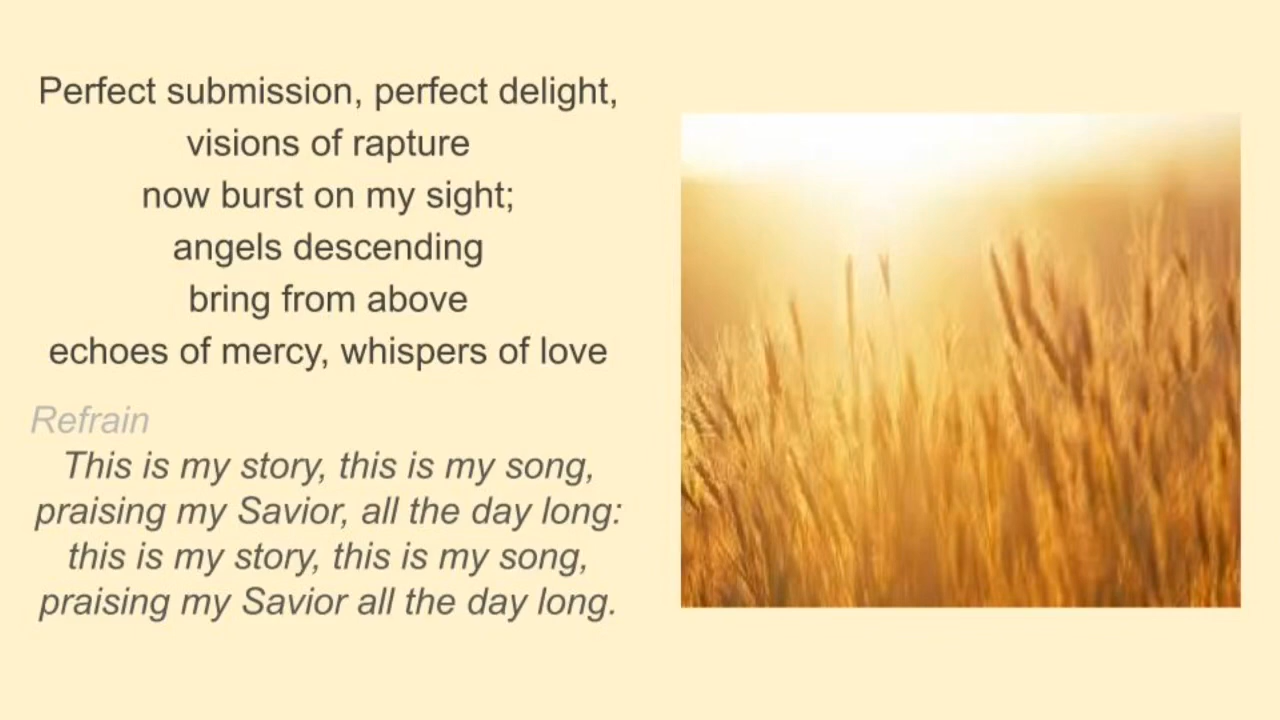 Perfect submission, perfect delight,
visions of rapture
now burst on my sight;
angels descending
bring from above
echoes of mercy, whispers of love
Refrain
This is my story, this is my song,
praising my Savior, all the day long:
this is my story, this is my song,
praising my Savior all the day long.